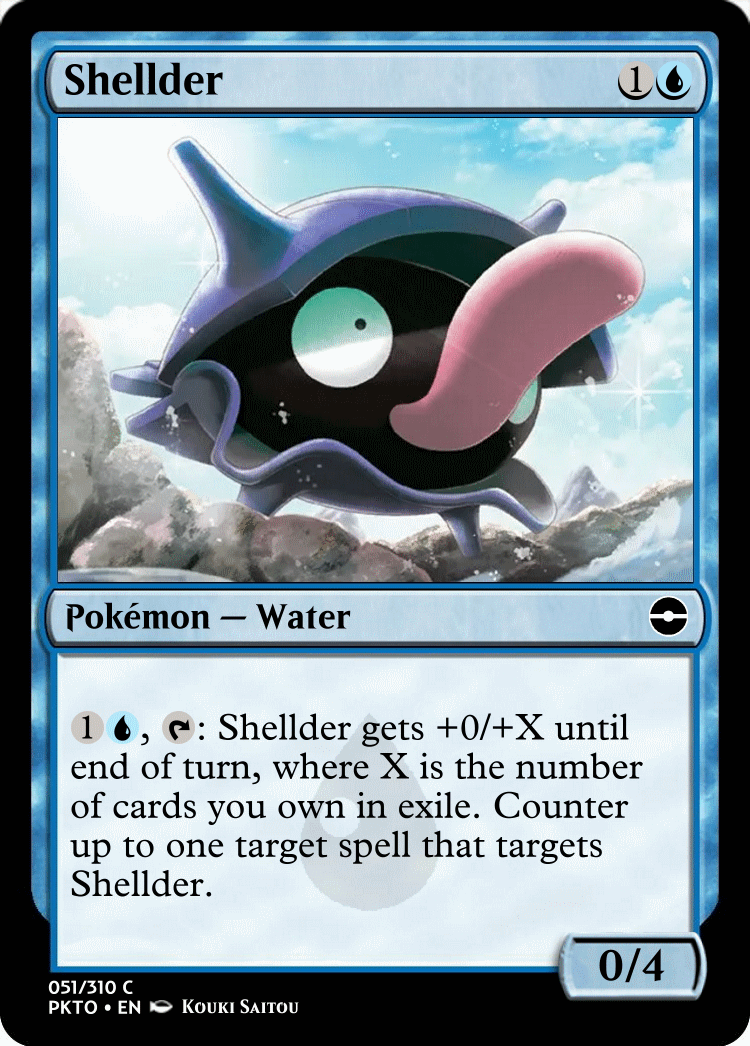 Shellder 1
Pokémon — Water
1, : Shellder gets +0/+X until
end of turn, where X is the number
of cards you own in exile. Counter
up to one target spell that targets
Shellder.
0/4
051/310 C
PKTO • EN Kouki Saitou